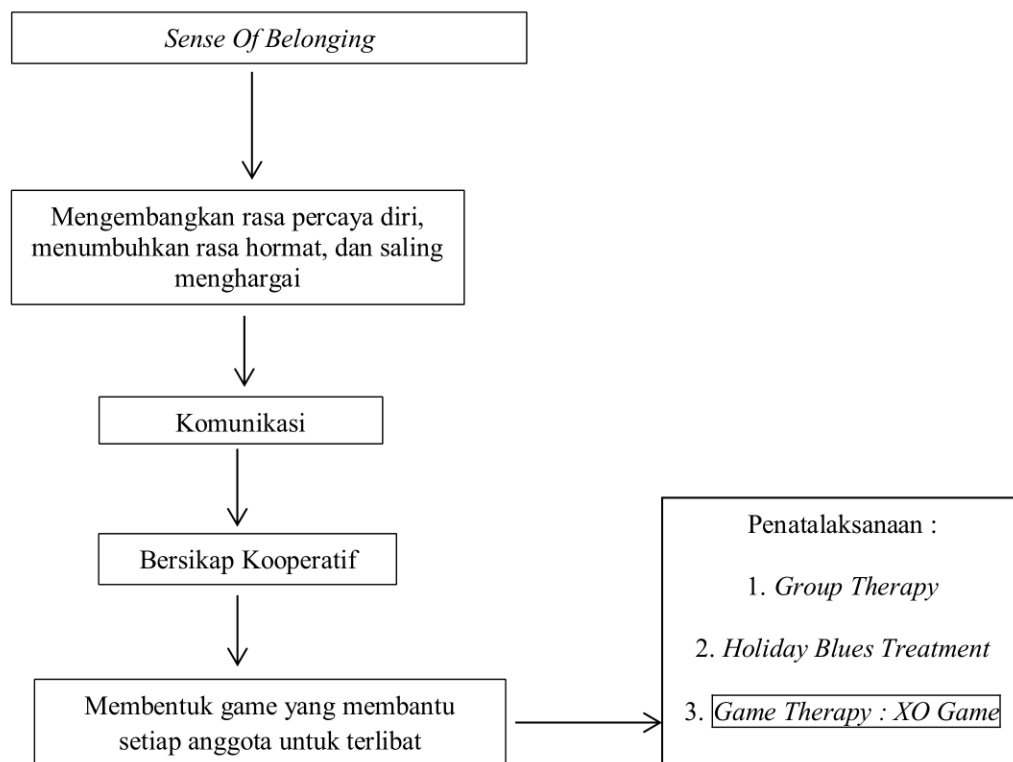 Sense Of Belonging
Mengembangkan rasa percaya diri,
menumbuhkan rasa hormat, dan saling
menghargai
Komunikasi
Bersikap Kooperatif
Membentuk game yang membantu
setiap anggota untuk terlibat
Penatalaksanaan :
1. Group Therapy
2. Holiday Blues Treatment
3. Game Therapy : XO Game